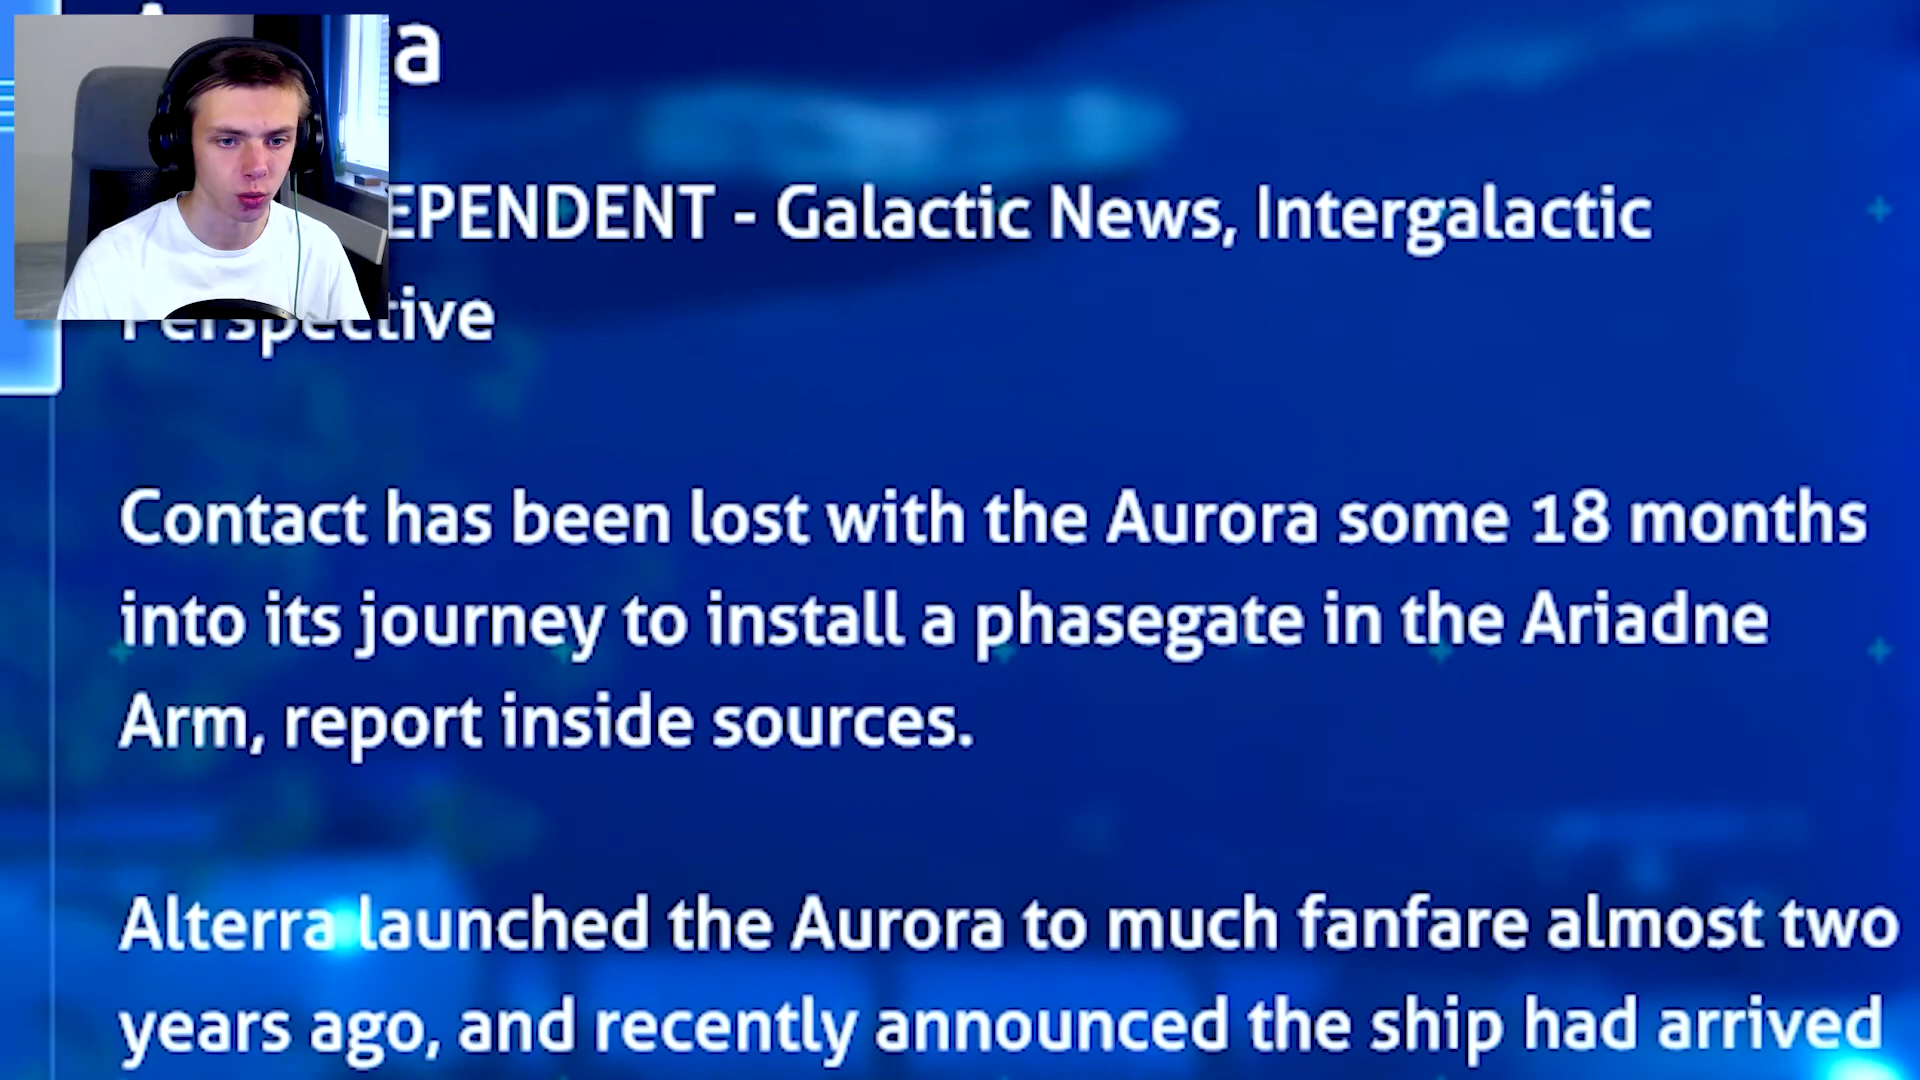 EPENDENT - Galactic News, Intergalactic
Perspective
Contact has been lost with the Aurora some 18 months
into its journey to install a phasegate in the Ariadne
Arm, report inside sources.
Alterra launched the Aurora to much fanfare almost two
years ago, and recently announced the ship had arrived